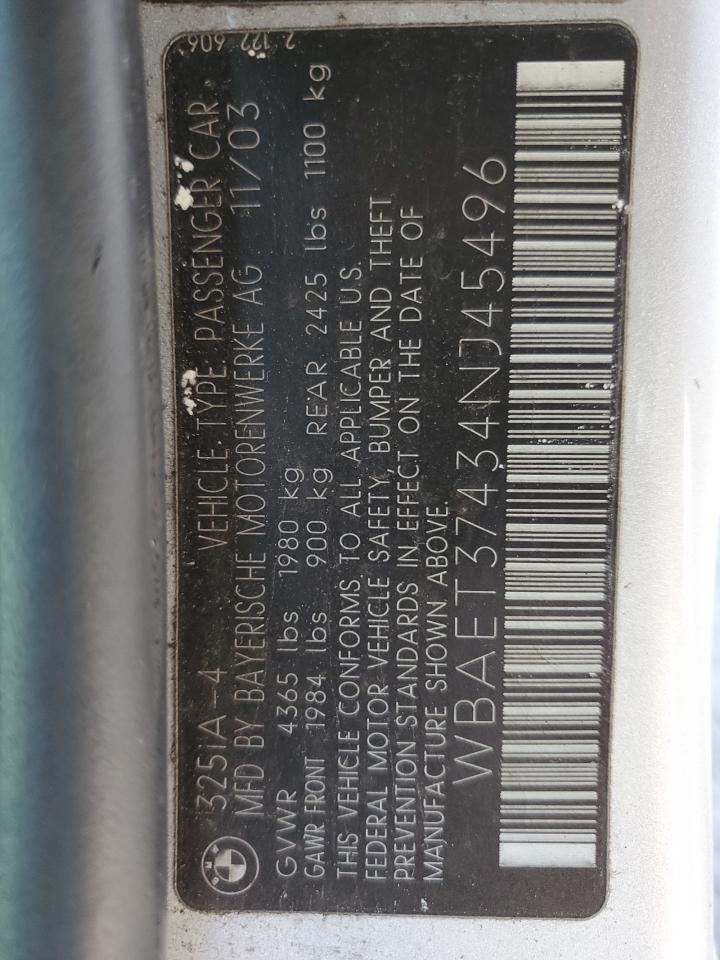 2 122 606
325iA-4 VEHICLE TYPE PASSENGER CAR
MFD BY BAYERISCHE MOTORENWERKE AG 11/03
GVWR 4365 lbs 1980 kg
GAWR FRONT 1984 lbs 900 kg REAR 2425 lbs 1100 kg
THIS VEHICLE CONFORMS TO ALL APPLICABLE U.S.
FEDERAL MOTOR VEHICLE SAFETY, BUMPER AND THEFT
PREVENTION STANDARDS IN EFFECT ON THE DATE OF
MANUFACTURE SHOWN ABOVE.
WBAET37434NJ45496
BMW